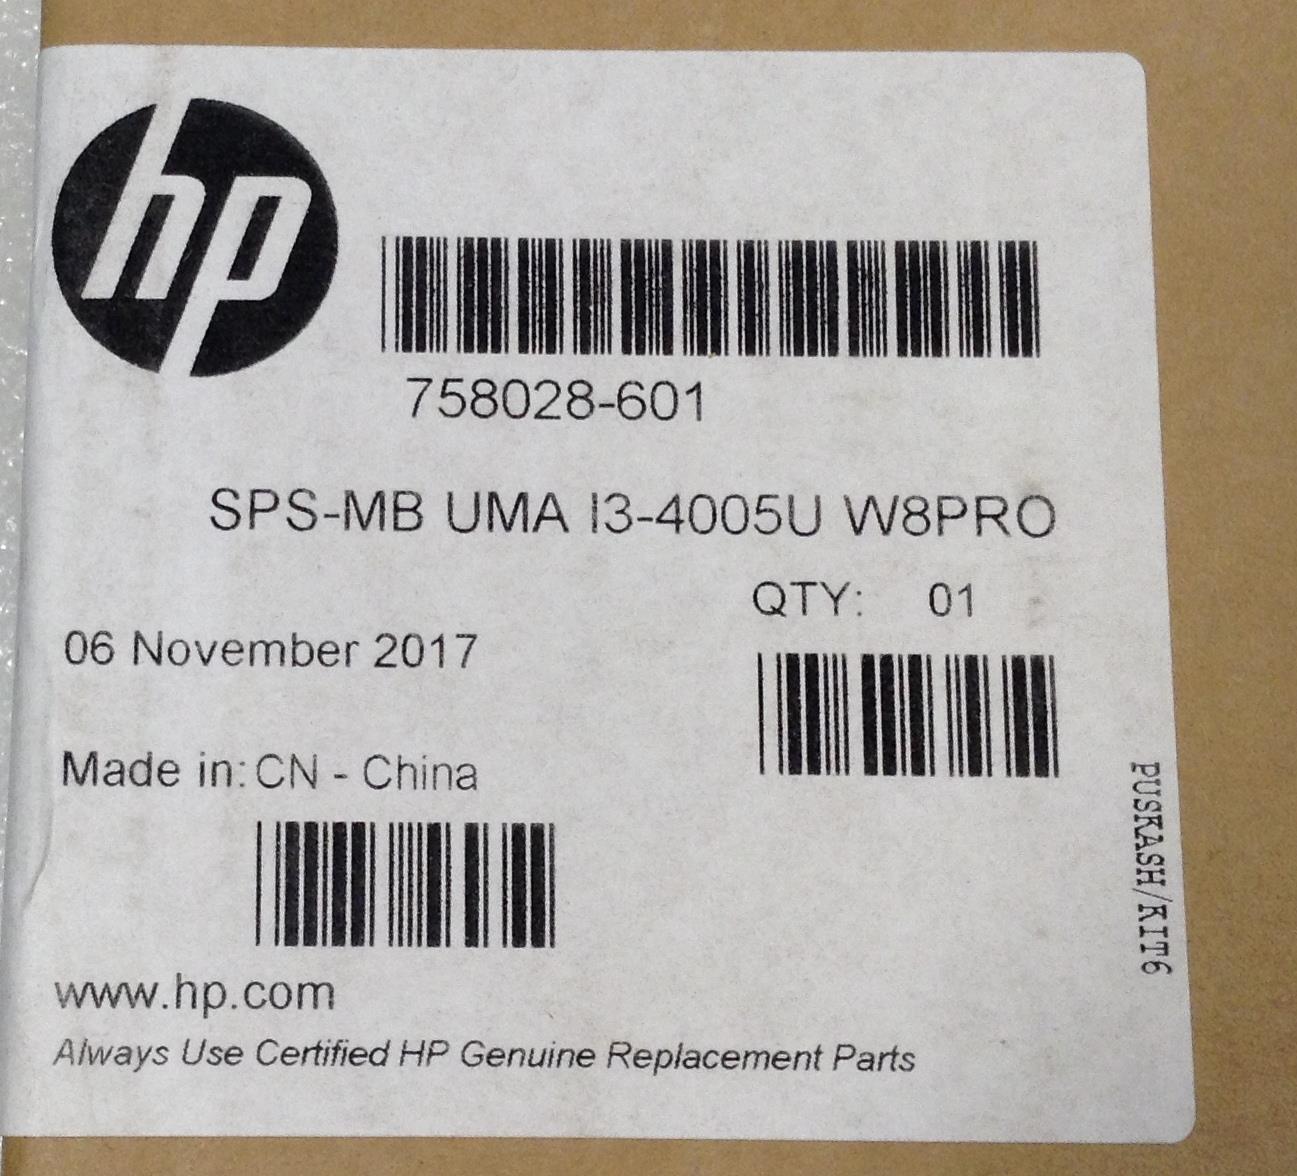 hp
758028-601
SPS-MB UMA I3-4005U W8PRO
QTY: 01
06 November 2017
Made in: CN - China
www.hp.com
Always Use Certified HP Genuine Replacement Parts
PUSKASH/KIT6